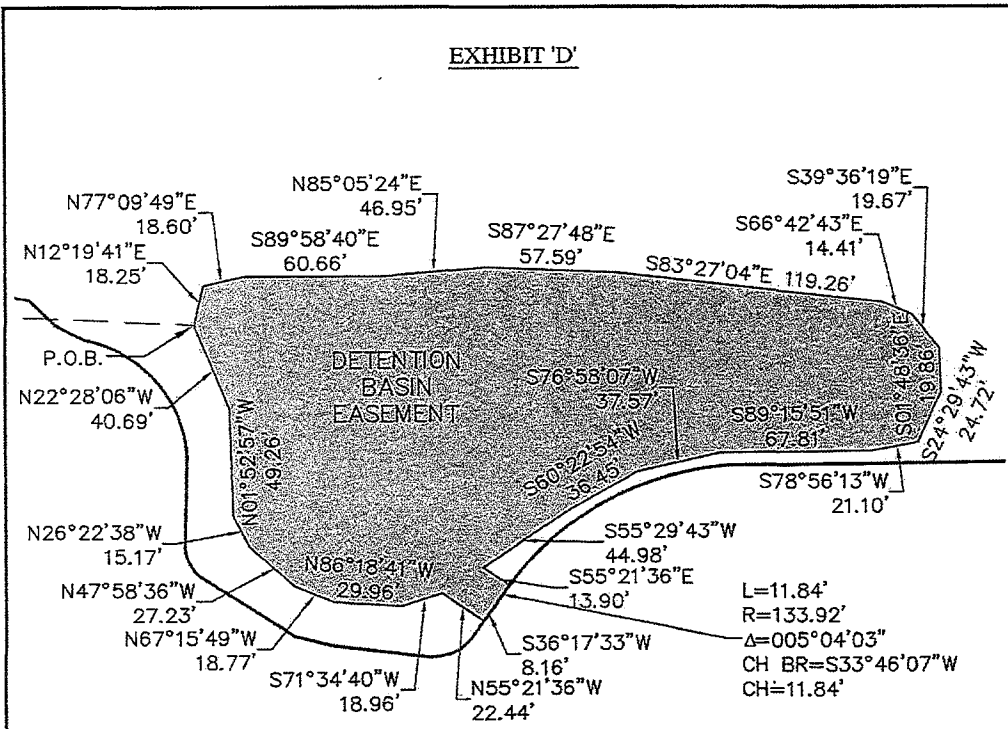 EXHIBIT 'D'
N85°05'24"E
46.95'
S39°36'19"E
19.67'
N77°09'49"E
18.60'
S87°27'48"E
57.59'
S66°42'43"E
14.41'
N12°19'41"E
18.25'
S89°58'40"E
60.66'
S83°27'04"E 119.26'
P.O.B.
DETENTION
BASIN
EASEMENT
S01°48'36"E
19.86'
N22°28'06"W
40.69'
S76°58'07"W
37.57'
S24°29'43"W
24.72'
N01°52'57"W
49.26
S89°15'51"W
67.81'
S60°22'54"W
36.45'
S78°56'13"W
21.10'
N26°22'38"W
15.17'
S55°29'43"W
44.98'
N86°18'41"W
29.96'
S55°21'36"E
13.90'
N47°58'36"W
27.23'
L=11.84'
R=133.92'
Δ=005°04'03"
CH BR=S33°46'07"W
CH=11.84'
N67°15'49"W
18.77'
S36°17'33"W
8.16'
S71°34'40"W
18.96'
N55°21'36"W
22.44'